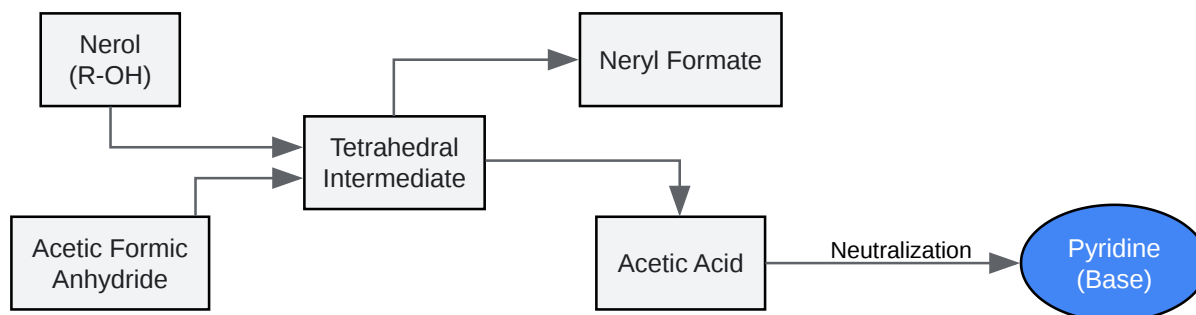 Nerol
(R-OH)
Neryl Formate
Tetrahedral
Intermediate
Acetic Formic
Anhydride
Acetic Acid
Neutralization
Pyridine
(Base)